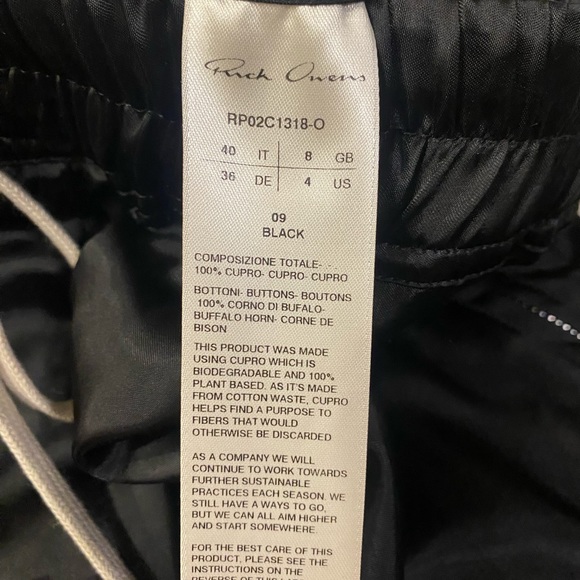 Rick Owens
RP02C1318-O
40 IT 8 GB
36 DE 4 US
09
BLACK
COMPOSIZIONE TOTALE- -
100% CUPRO- CUPRO- CUPRO
BOTTONI- BUTTONS- BOUTONS
100% CORNO DI BUFALO-
BUFFALO HORN- CORNE DE
BISON
THIS PRODUCT WAS MADE
USING CUPRO WHICH IS
BIODEGRADABLE AND 100%
PLANT BASED. AS IT'S MADE
FROM COTTON WASTE, CUPRO
HELPS FIND A PURPOSE TO
FIBERS THAT WOULD
OTHERWISE BE DISCARDED
AS A COMPANY WE WILL
CONTINUE TO WORK TOWARDS
FURTHER SUSTAINABLE
PRACTICES EACH SEASON. WE
STILL HAVE A WAYS TO GO,
BUT WE CAN ALL AIM HIGHER
AND START SOMEWHERE.
FOR THE BEST CARE OF THIS
PRODUCT, PLEASE SEE THE
INSTRUCTIONS ON THE
REVERSE OF THIS